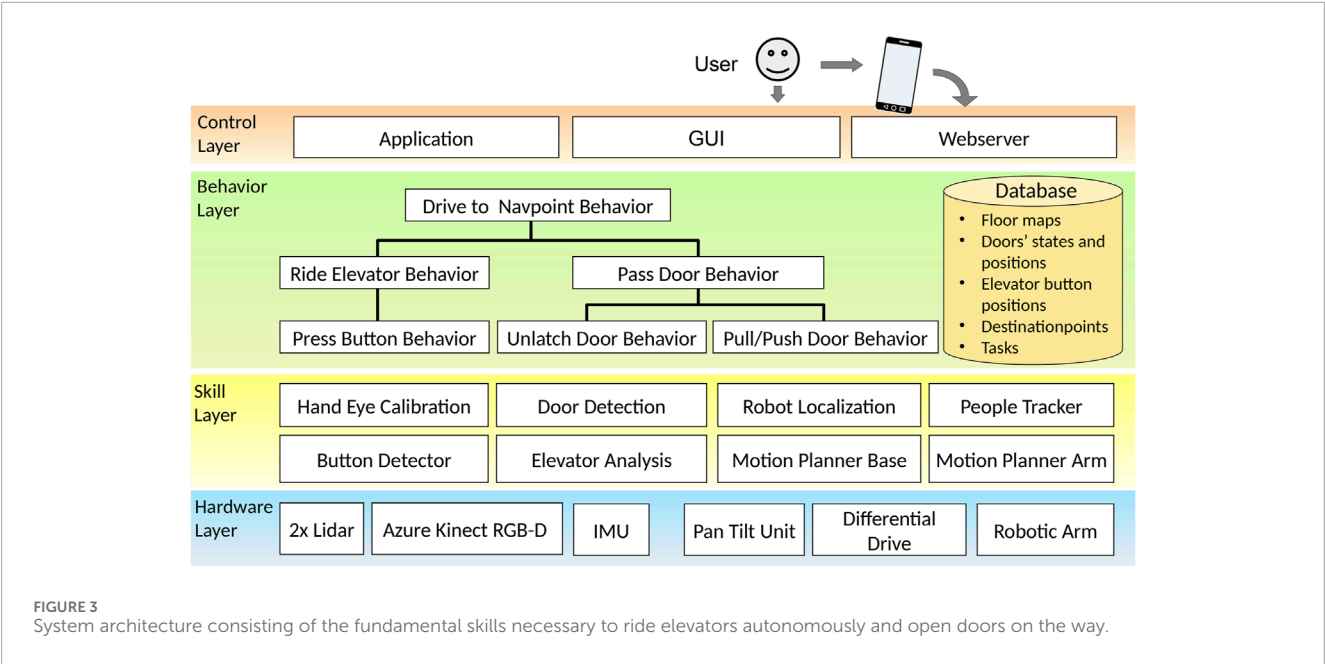 User
Control
Layer
Application
GUI
Webserver
Behavior
Layer
Drive to Navpoint Behavior
Ride Elevator Behavior
Pass Door Behavior
Press Button Behavior
Unlatch Door Behavior
Pull/Push Door Behavior
Database
• Floor maps
• Doors' states and
positions
• Elevator button
positions
• Destinationpoints
• Tasks
Skill
Layer
Hand Eye Calibration
Door Detection
Robot Localization
People Tracker
Button Detector
Elevator Analysis
Motion Planner Base
Motion Planner Arm
Hardware
Layer
2x Lidar
Azure Kinect RGB-D
IMU
Pan Tilt Unit
Differential
Drive
Robotic Arm
FIGURE 3
System architecture consisting of the fundamental skills necessary to ride elevators autonomously and open doors on the way.